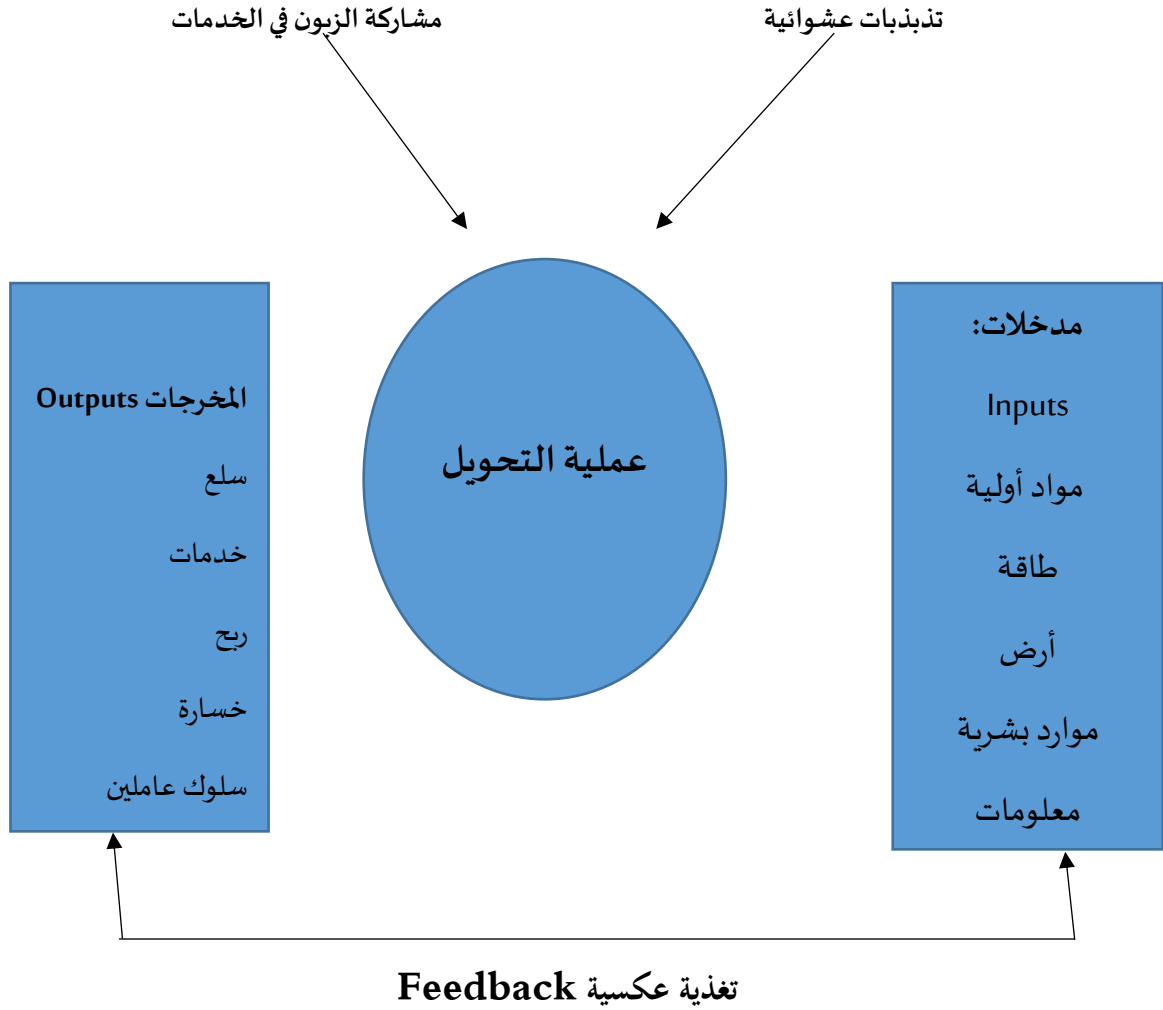 تذبذبات عشوائية
مشاركة الزبون في الخدمات
مدخلات:
Inputs
مواد أولية
طاقة
أرض
موارد بشرية
معلومات
عملية التحويل
المخرجات Outputs
سلع
خدمات
ربح
خسارة
سلوك عاملين
تغذية عكسية Feedback